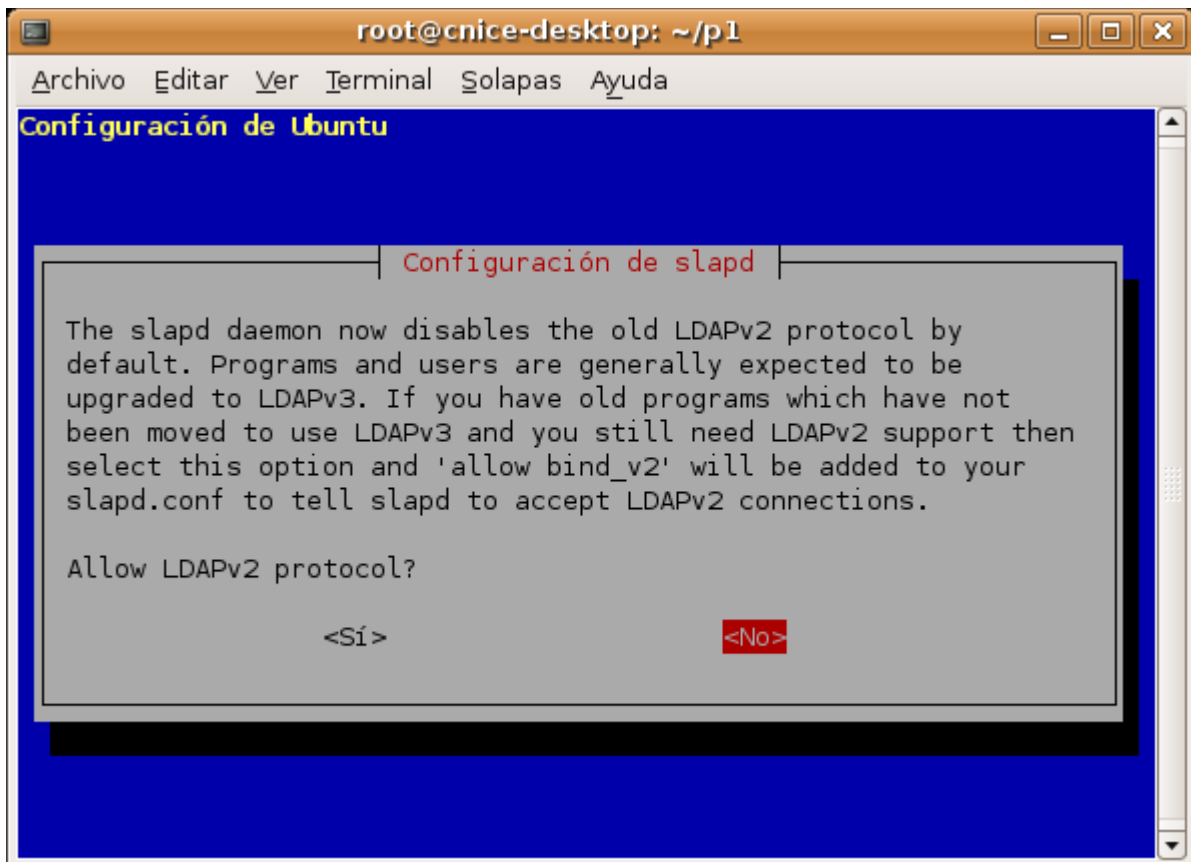 root@cnice-desktop: ~/p1
Archivo Editar Ver Terminal Solapas Ayuda
Configuración de Ubuntu
Configuración de slapd
The slapd daemon now disables the old LDAPv2 protocol by
default. Programs and users are generally expected to be
upgraded to LDAPv3. If you have old programs which have not
been moved to use LDAPv3 and you still need LDAPv2 support then
select this option and 'allow bind_v2' will be added to your
slapd.conf to tell slapd to accept LDAPv2 connections.
Allow LDAPv2 protocol?
<Sí> <No>